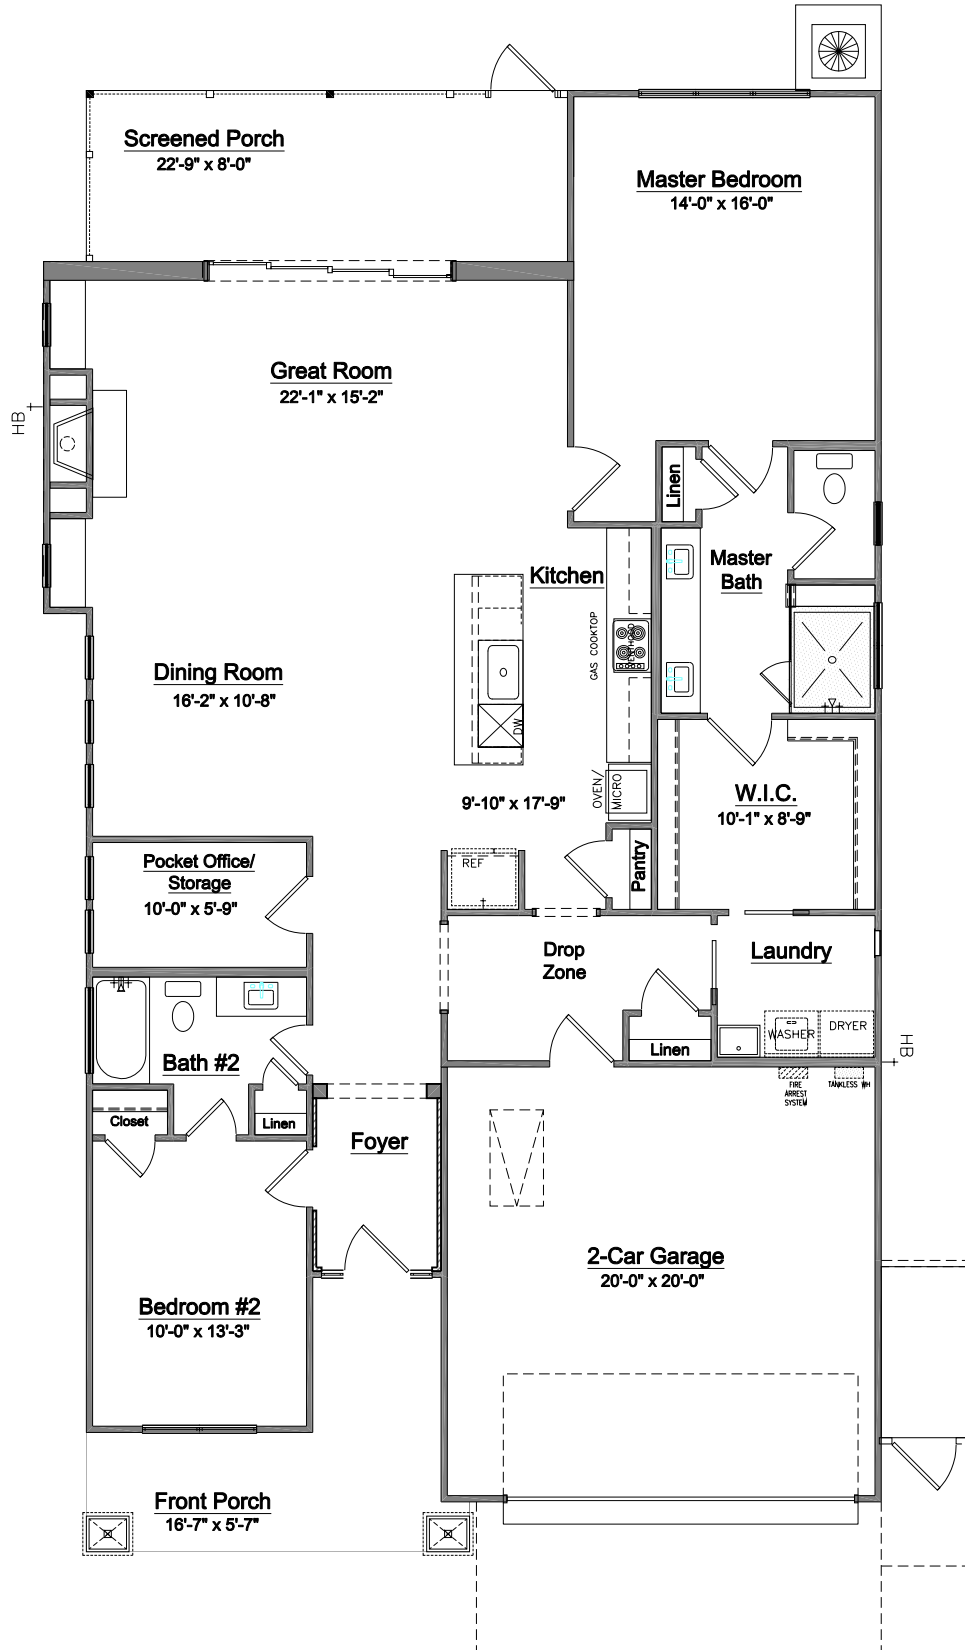 Screened Porch
22'-9" x 8'-0"
Master Bedroom
14'-0" x 16'-0"
Great Room
22'-1" x 15'-2"
HB
Linen
Master
Bath
Kitchen
GAS COOKTOP
Dining Room
16'-2" x 10'-8"
DW
9'-10" x 17'-9"
OVEN/
MICRO
W.I.C.
10'-1" x 8'-9"
Pocket Office/
Storage
10'-0" x 5'-9"
REF
Pantry
Drop
Zone
Laundry
WASHER
DRYER
HB
Linen
Bath #2
Closet
Linen
Foyer
FIRE
ARREST
SYSTEM
TANKLESS WH
2-Car Garage
20'-0" x 20'-0"
Bedroom #2
10'-0" x 13'-3"
Front Porch
16'-7" x 5'-7"